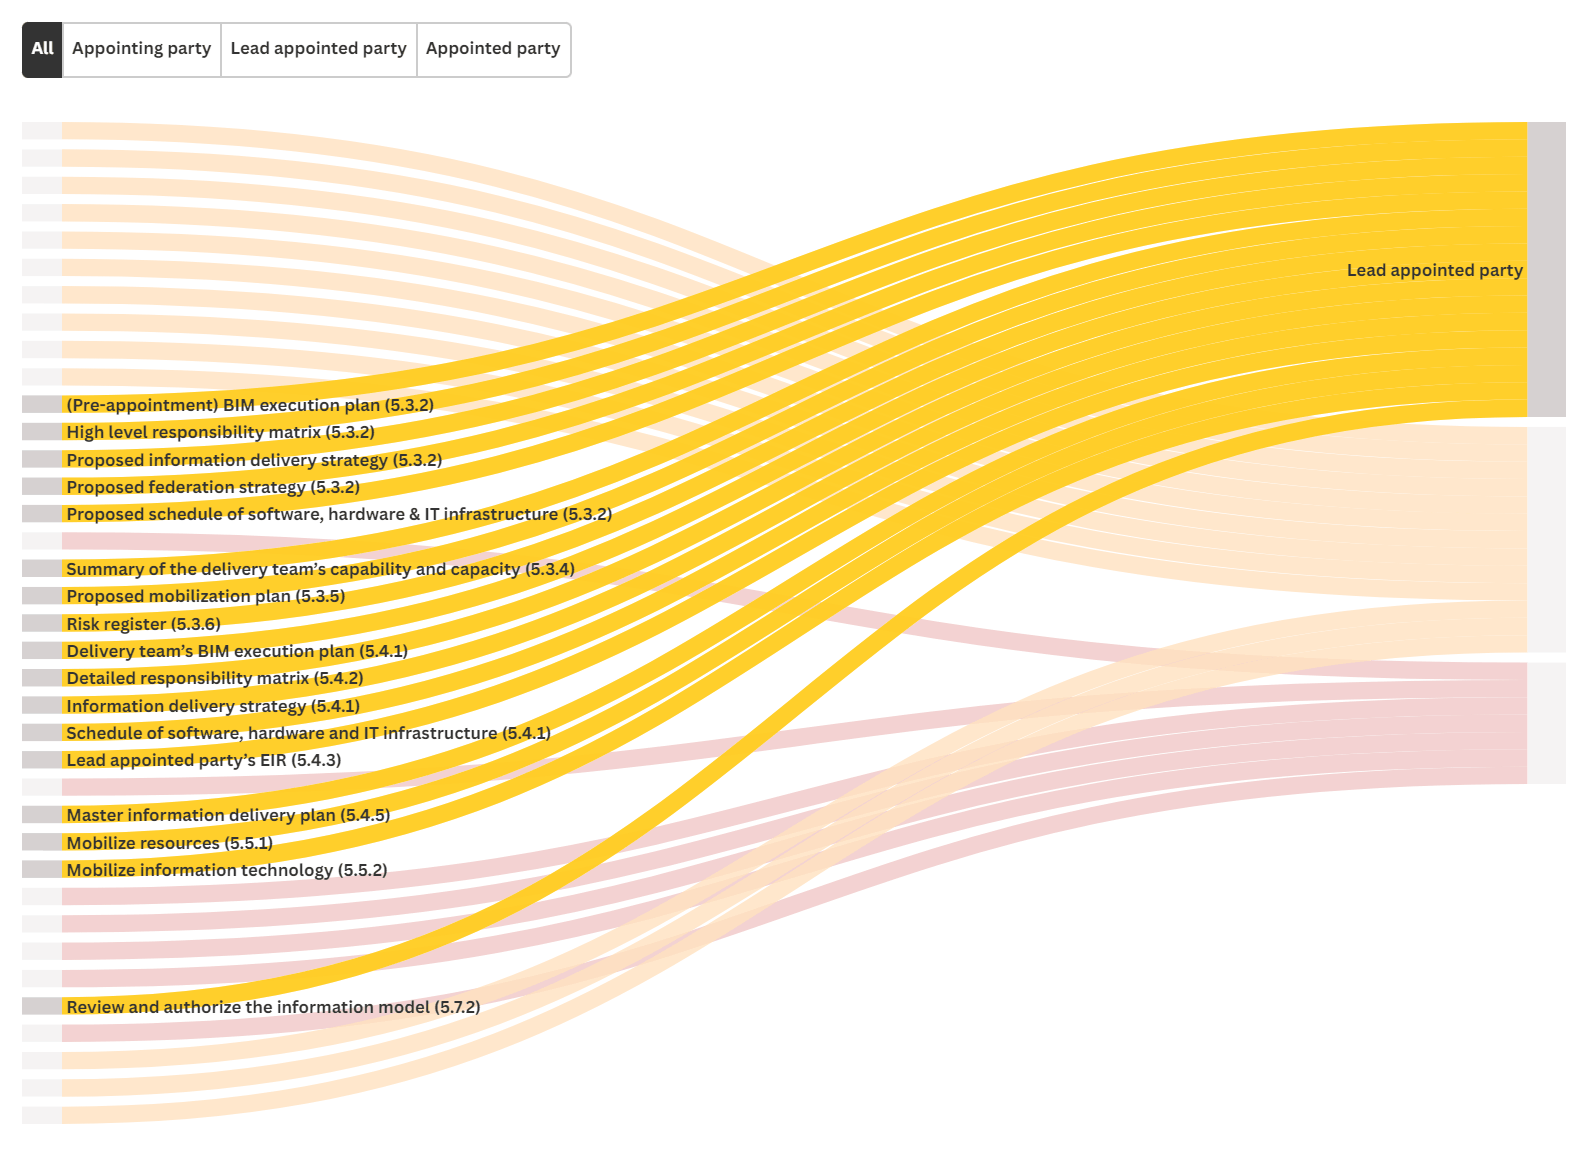 All
Appointing party
Lead appointed party
Appointed party
Lead appointed party
(Pre-appointment) BIM execution plan (5.3.2)
High level responsibility matrix (5.3.2)
Proposed information delivery strategy (5.3.2)
Proposed federation strategy (5.3.2)
Proposed schedule of software, hardware & IT infrastructure (5.3.2)
Summary of the delivery team’s capability and capacity (5.3.4)
Proposed mobilization plan (5.3.5)
Risk register (5.3.6)
Delivery team’s BIM execution plan (5.4.1)
Detailed responsibility matrix (5.4.2)
Information delivery strategy (5.4.1)
Schedule of software, hardware and IT infrastructure (5.4.1)
Lead appointed party’s EIR (5.4.3)
Master information delivery plan (5.4.5)
Mobilize resources (5.5.1)
Mobilize information technology (5.5.2)
Review and authorize the information model (5.7.2)